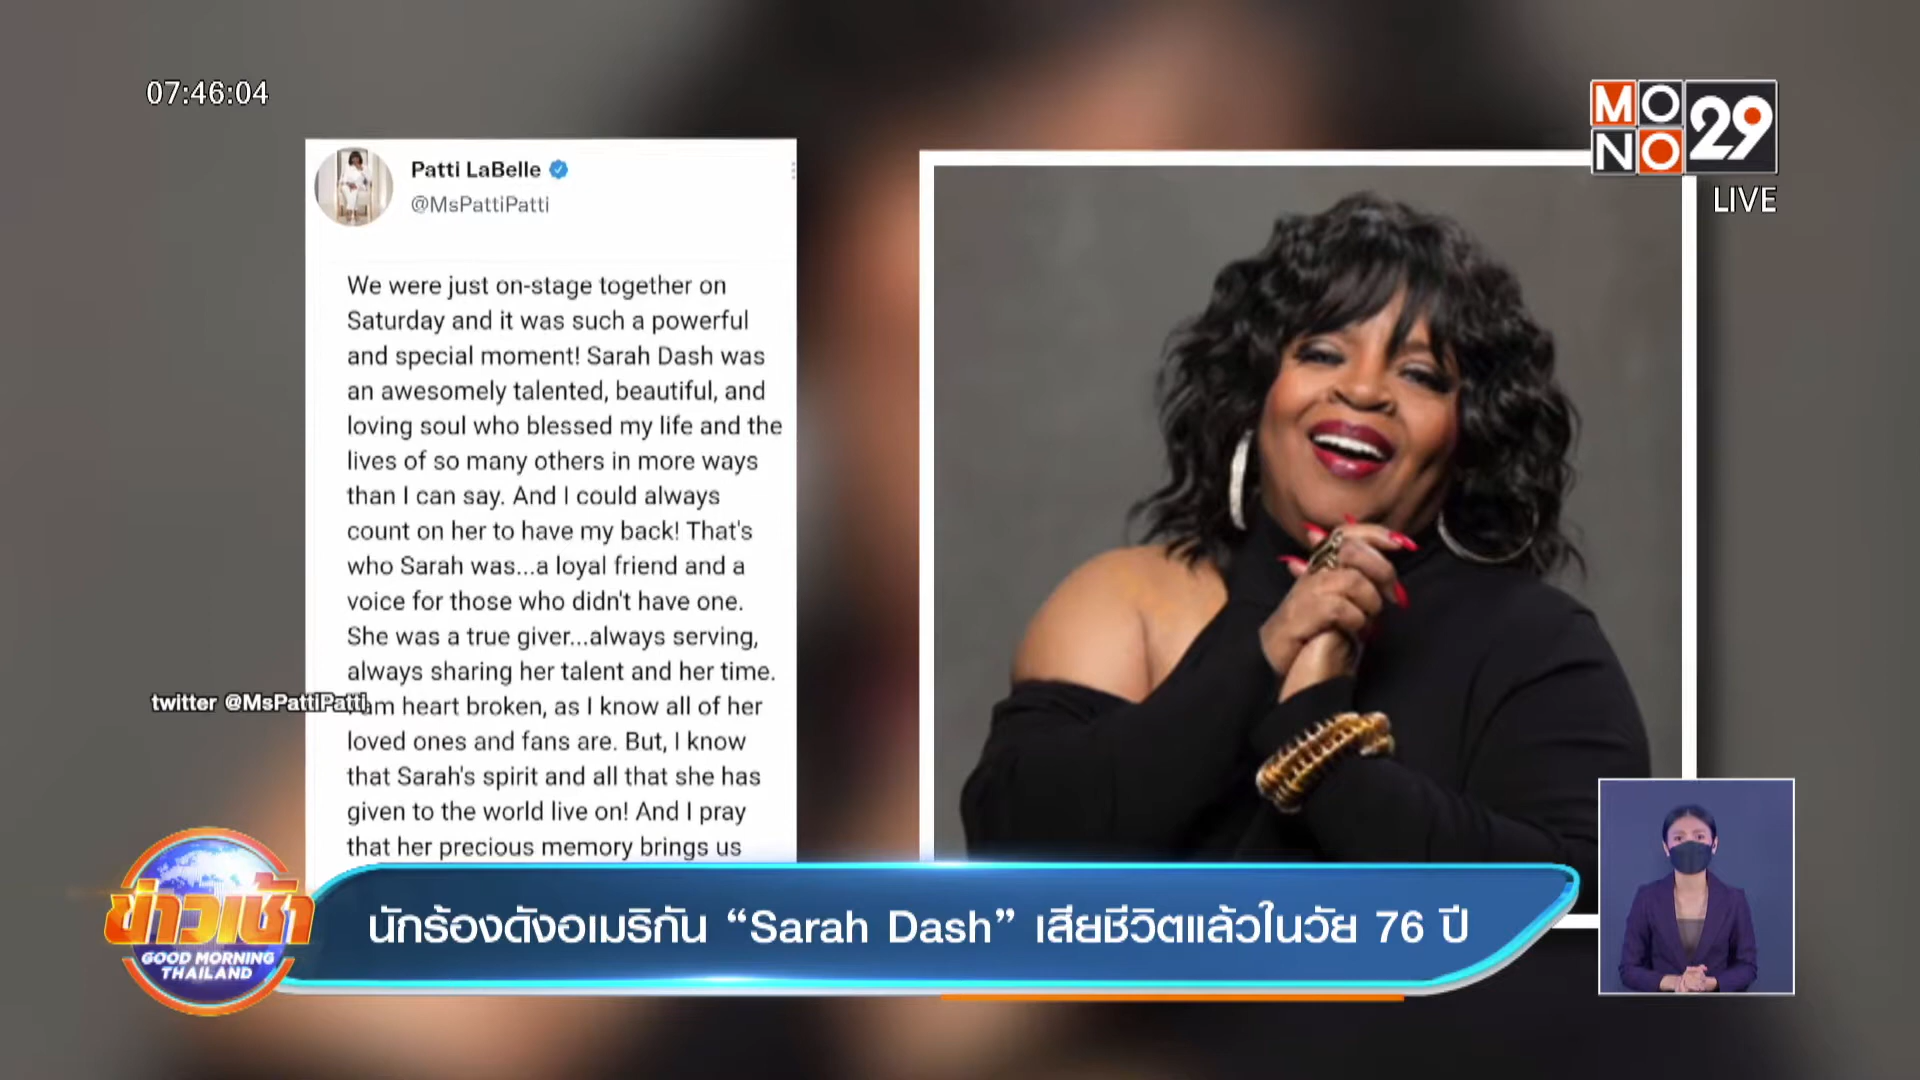 07:46:04
MONO 29
LIVE
Patti LaBelle
@MsPattiPatti
We were just on-stage together on
Saturday and it was such a powerful
and special moment! Sarah Dash was
an awesomely talented, beautiful, and
loving soul who blessed my life and the
lives of so many others in more ways
than I can say. And I could always
count on her to have my back! That's
who Sarah was...a loyal friend and a
voice for those who didn't have one.
She was a true giver...always serving,
always sharing her talent and her time.
twitter @MsPattiPatti
am heart broken, as I know all of her
loved ones and fans are. But, I know
that Sarah's spirit and all that she has
given to the world live on! And I pray
that her precious memory brings us
ข่าวเช้า
GOOD MORNING
THAILAND
นักร้องดังอเมริกัน “Sarah Dash” เสียชีวิตแล้วในวัย 76 ปี